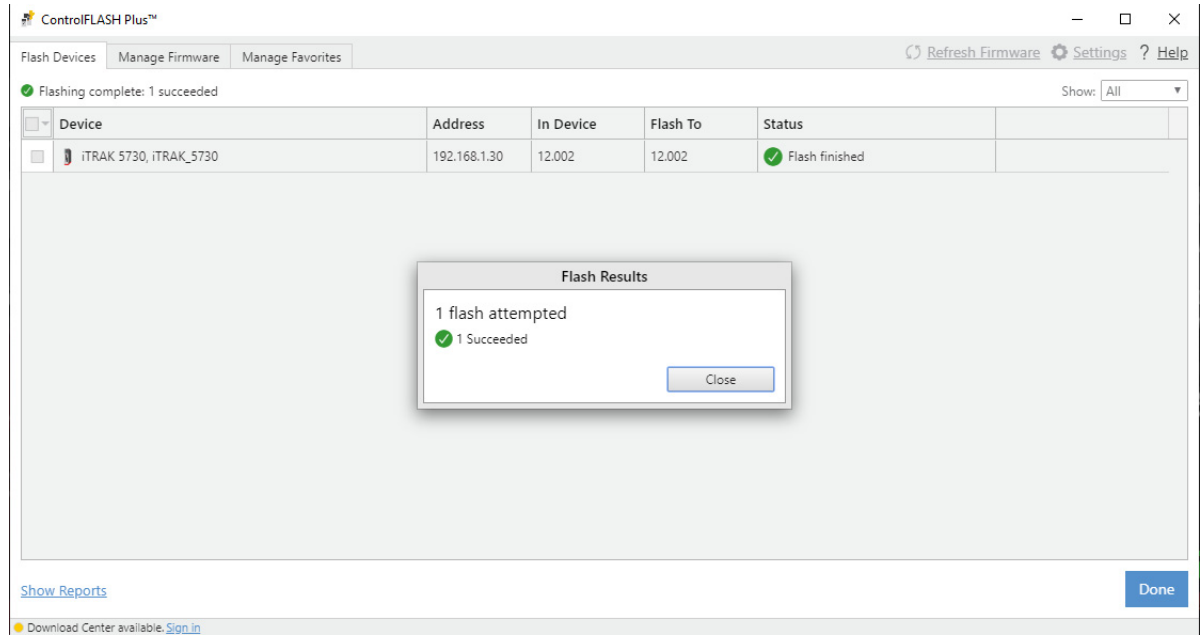 ControlFLASH Plus™
Flash Devices Manage Firmware Manage Favorites Refresh Firmware Settings ? Help
Flashing complete: 1 succeeded Show: All
Device Address In Device Flash To Status
iTRAK 5730, iTRAK_5730 192.168.1.30 12.002 12.002 Flash finished
Flash Results
1 flash attempted
1 Succeeded
Close
Show Reports Done
Download Center available. Sign in